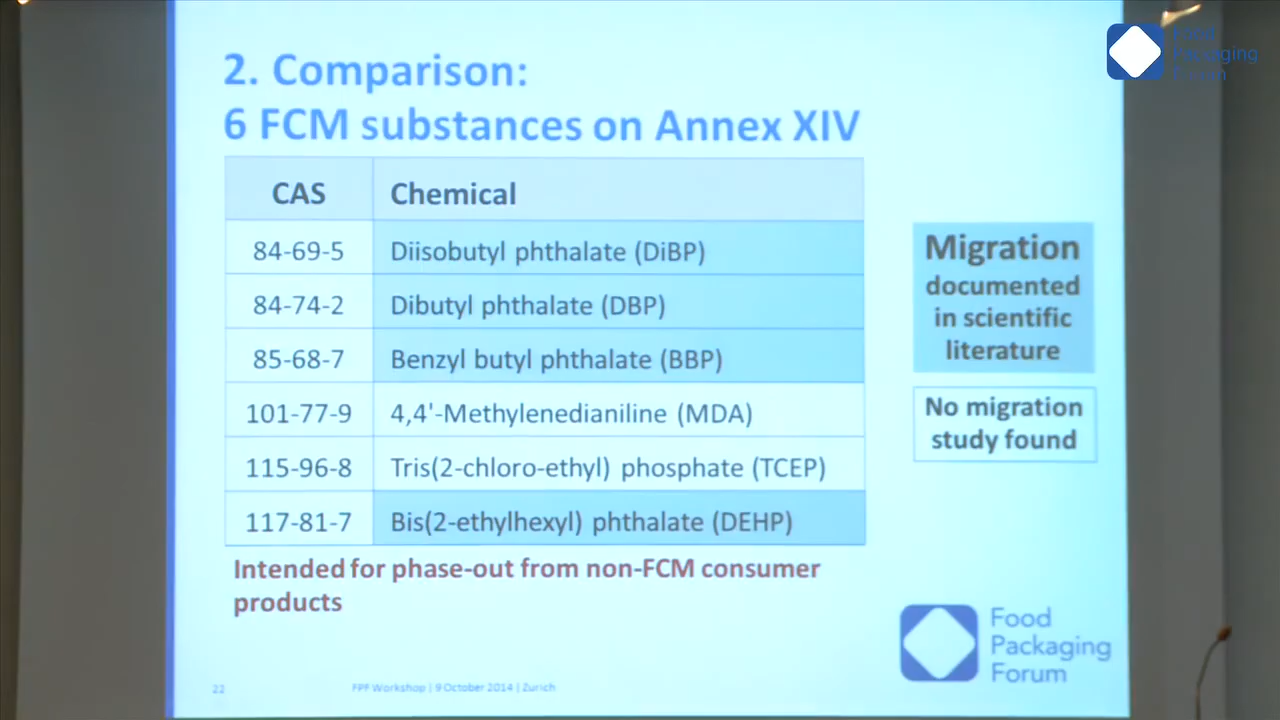 Food
Packaging
Forum
2. Comparison:
6 FCM substances on Annex XIV
CAS Chemical
84-69-5 Diisobutyl phthalate (DiBP)
84-74-2 Dibutyl phthalate (DBP)
85-68-7 Benzyl butyl phthalate (BBP)
101-77-9 4,4'-Methylenedianiline (MDA)
115-96-8 Tris(2-chloro-ethyl) phosphate (TCEP)
117-81-7 Bis(2-ethylhexyl) phthalate (DEHP)
Migration
documented
in scientific
literature
No migration
study found
Intended for phase-out from non-FCM consumer
products
Food
Packaging
Forum
22 FPF Workshop | 9 October 2014 | Zurich